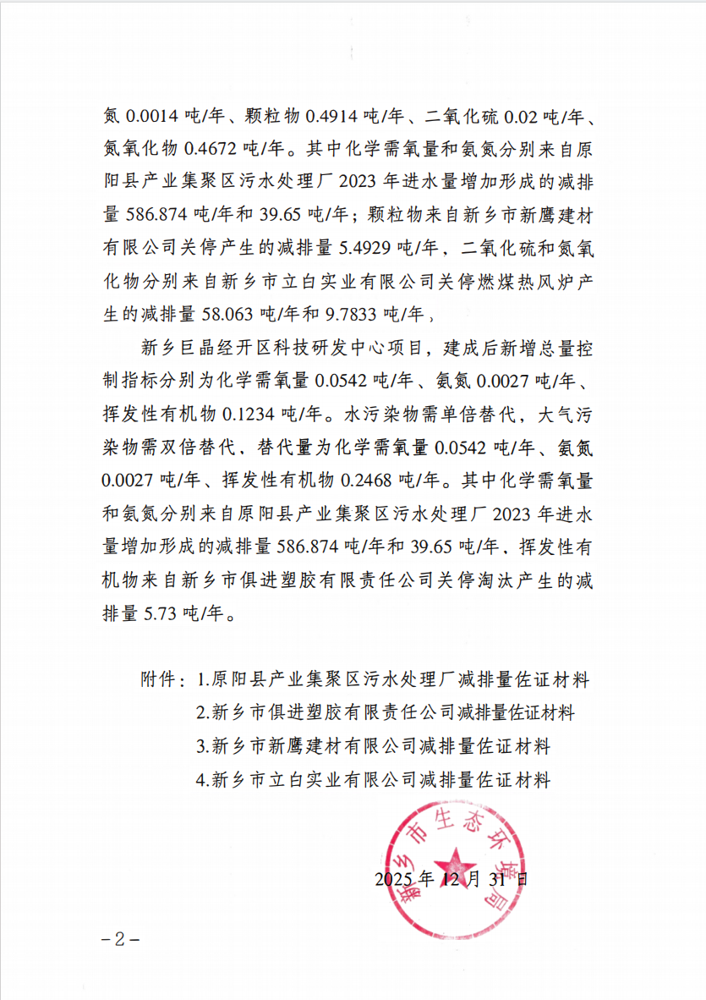 氮 0.0014 吨/年、颗粒物 0.4914 吨/年、二氧化硫 0.02 吨/年、
氮氧化物 0.4672 吨/年。其中化学需氧量和氨氮分别来自原
阳县产业集聚区污水处理厂 2023 年进水量增加形成的减排
量 586.874 吨/年和 39.65 吨/年；颗粒物来自新乡市新鹰建材
有限公司关停产生的减排量 5.4929 吨/年，二氧化硫和氮氧
化物分别来自新乡市立白实业有限公司关停燃煤热风炉产
生的减排量 58.063 吨/年和 9.7833 吨/年，
新乡巨晶经开区科技研发中心项目，建成后新增总量控
制指标分别为化学需氧量 0.0542 吨/年、氨氮 0.0027 吨/年、
挥发性有机物 0.1234 吨/年。水污染物需单倍替代，大气污
染物需双倍替代，替代量为化学需氧量 0.0542 吨/年、氨氮
0.0027 吨/年、挥发性有机物 0.2468 吨/年。其中化学需氧量
和氨氮分别来自原阳县产业集聚区污水处理厂 2023 年进水
量增加形成的减排量 586.874 吨/年和 39.65 吨/年，挥发性有
机物来自新乡市俱进塑胶有限责任公司关停淘汰产生的减
排量 5.73 吨/年。
附件：1.原阳县产业集聚区污水处理厂减排量佐证材料
2.新乡市俱进塑胶有限责任公司减排量佐证材料
3.新乡市新鹰建材有限公司减排量佐证材料
4.新乡市立白实业有限公司减排量佐证材料
新乡市生态环境局
2025 年 12 月 31 日
-2-